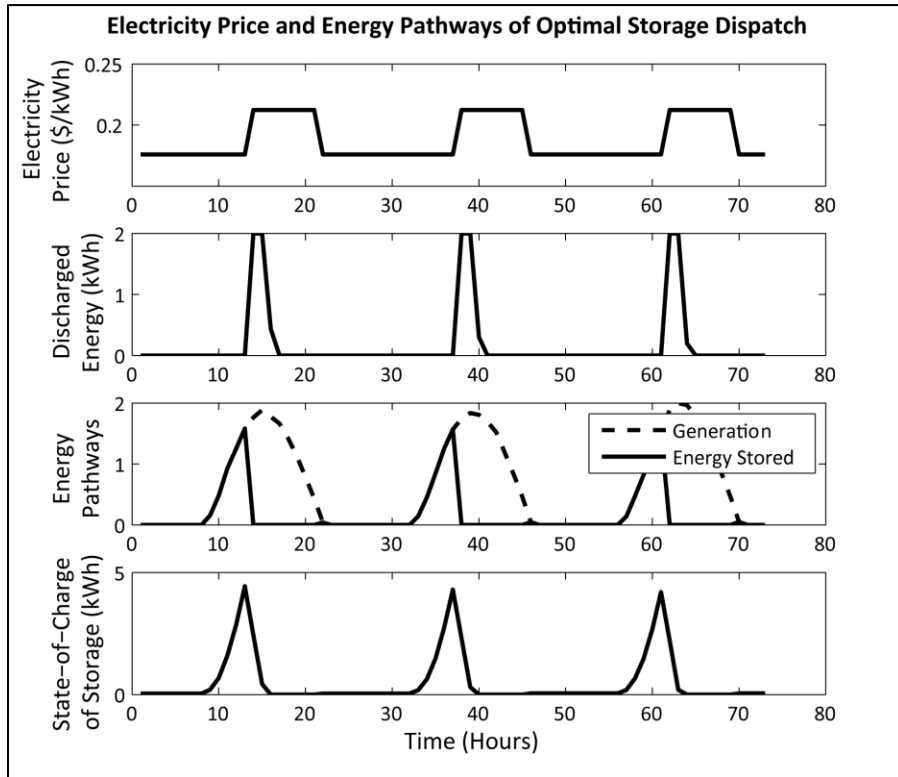 Electricity Price and Energy Pathways of Optimal Storage Dispatch
Electricity
Price ($/kWh)
0.25
0.2
0 10 20 30 40 50 60 70 80
Discharged
Energy (kWh)
2
1
0
0 10 20 30 40 50 60 70 80
Energy
Pathways
2
1
0
Generation
Energy Stored
0 10 20 30 40 50 60 70 80
State-of-Charge
of Storage (kWh)
5
0
0 10 20 30 40 50 60 70 80
Time (Hours)